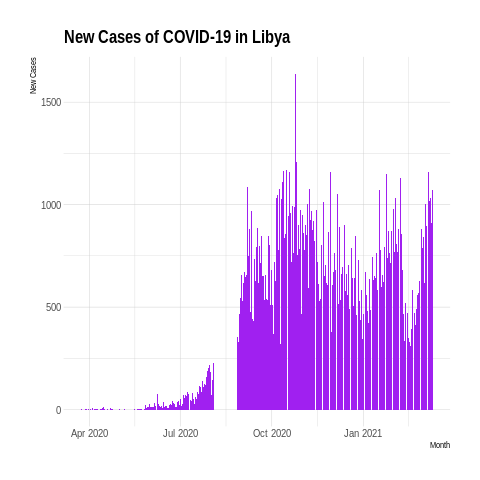 New Cases of COVID-19 in Libya
New Cases
1500
1000
500
0
Apr 2020
Jul 2020
Oct 2020
Jan 2021
Month